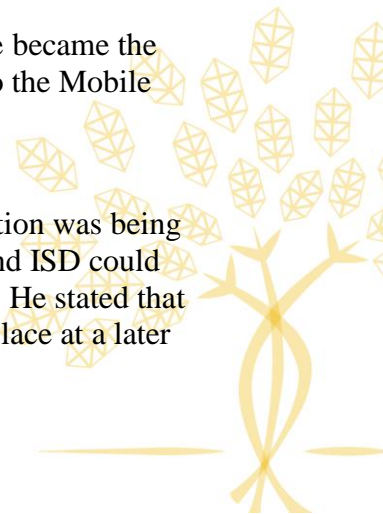 e became the
o the Mobile
tion was being
nd ISD could
He stated that
lace at a later